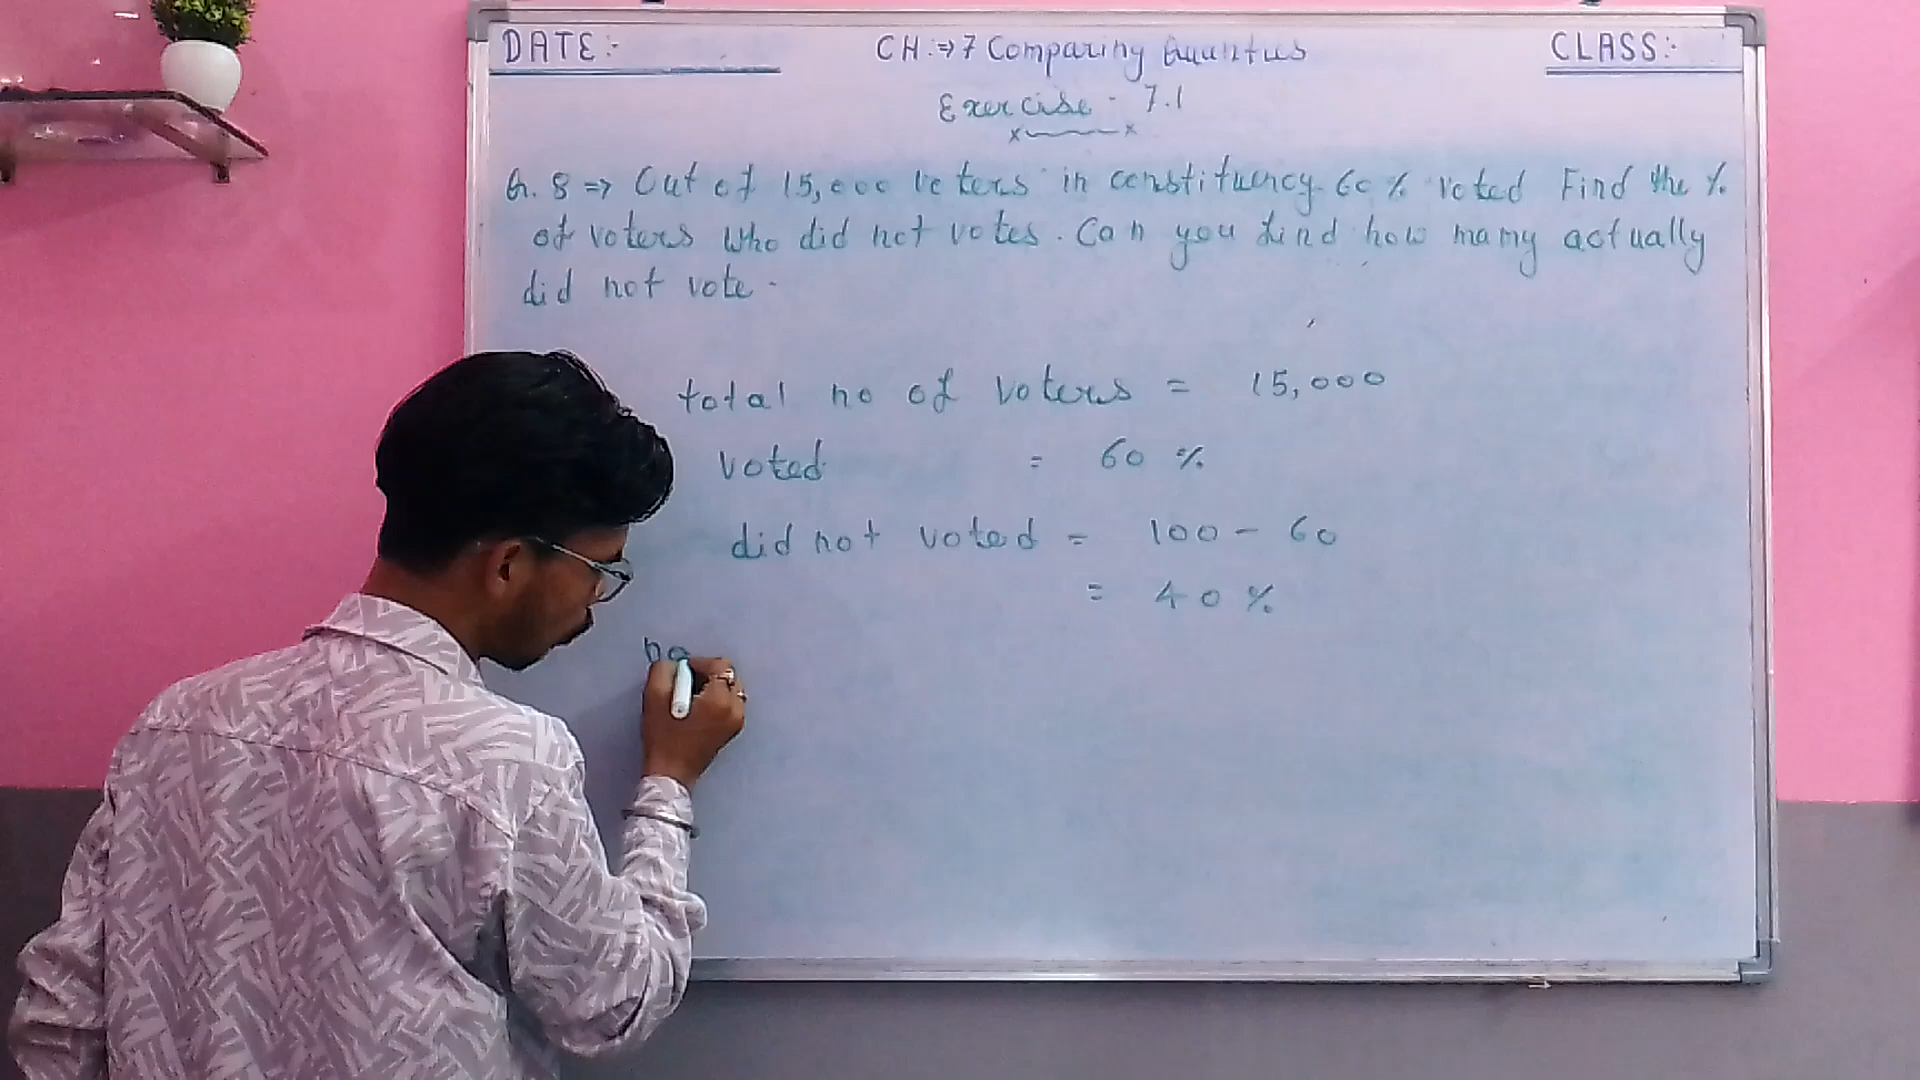 DATE:-
CH:⇒7 Comparing Quantities
CLASS:-
Exercise - 7.1
Q. 8 ⇒ Out of 15,000 voters in constituency 60 % voted Find the %
of voters who did not votes. Can you find how many actually
did not vote.
total no of voters = 15,000
voted = 60 %
did not voted = 100 - 60
= 40 %
no